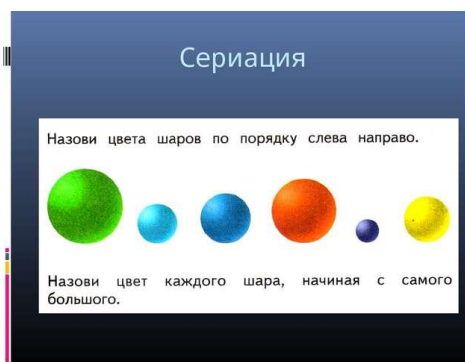 Сериация
Назови цвета шаров по порядку слева направо.
Назови цвет каждого шара, начиная с самого
большого.